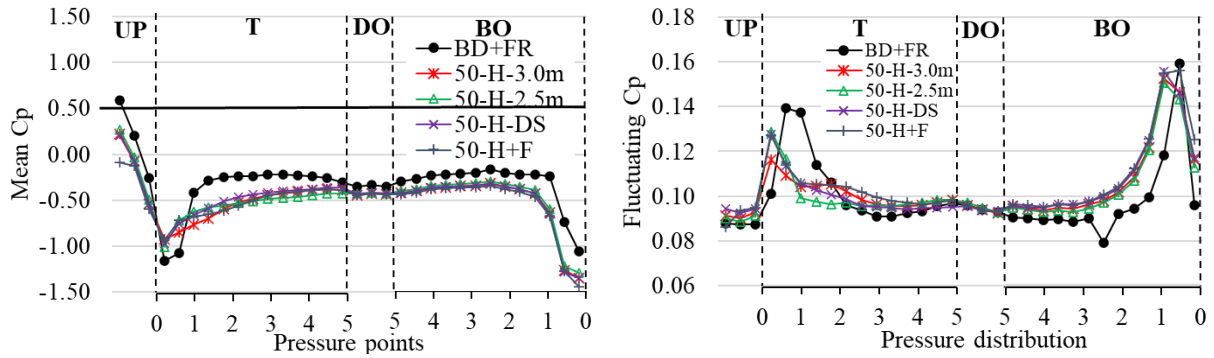 UP T DO BO
1.50
1.00
0.50
0.00
-0.50
-1.00
-1.50
Mean Cp
BD+FR
50-H-3.0m
50-H-2.5m
50-H-DS
50-H+F
0 1 2 3 4 5 5 4 3 2 1 0
Pressure points
UP T DO BO
0.18
0.16
0.14
0.12
0.10
0.08
0.06
Fluctuating Cp
BD+FR
50-H-3.0m
50-H-2.5m
50-H-DS
50-H+F
0 1 2 3 4 5 5 4 3 2 1 0
Pressure distribution